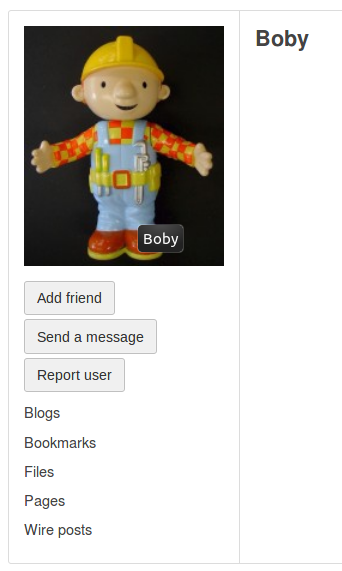 Boby
Boby
Add friend
Send a message
Report user
Blogs
Bookmarks
Files
Pages
Wire posts